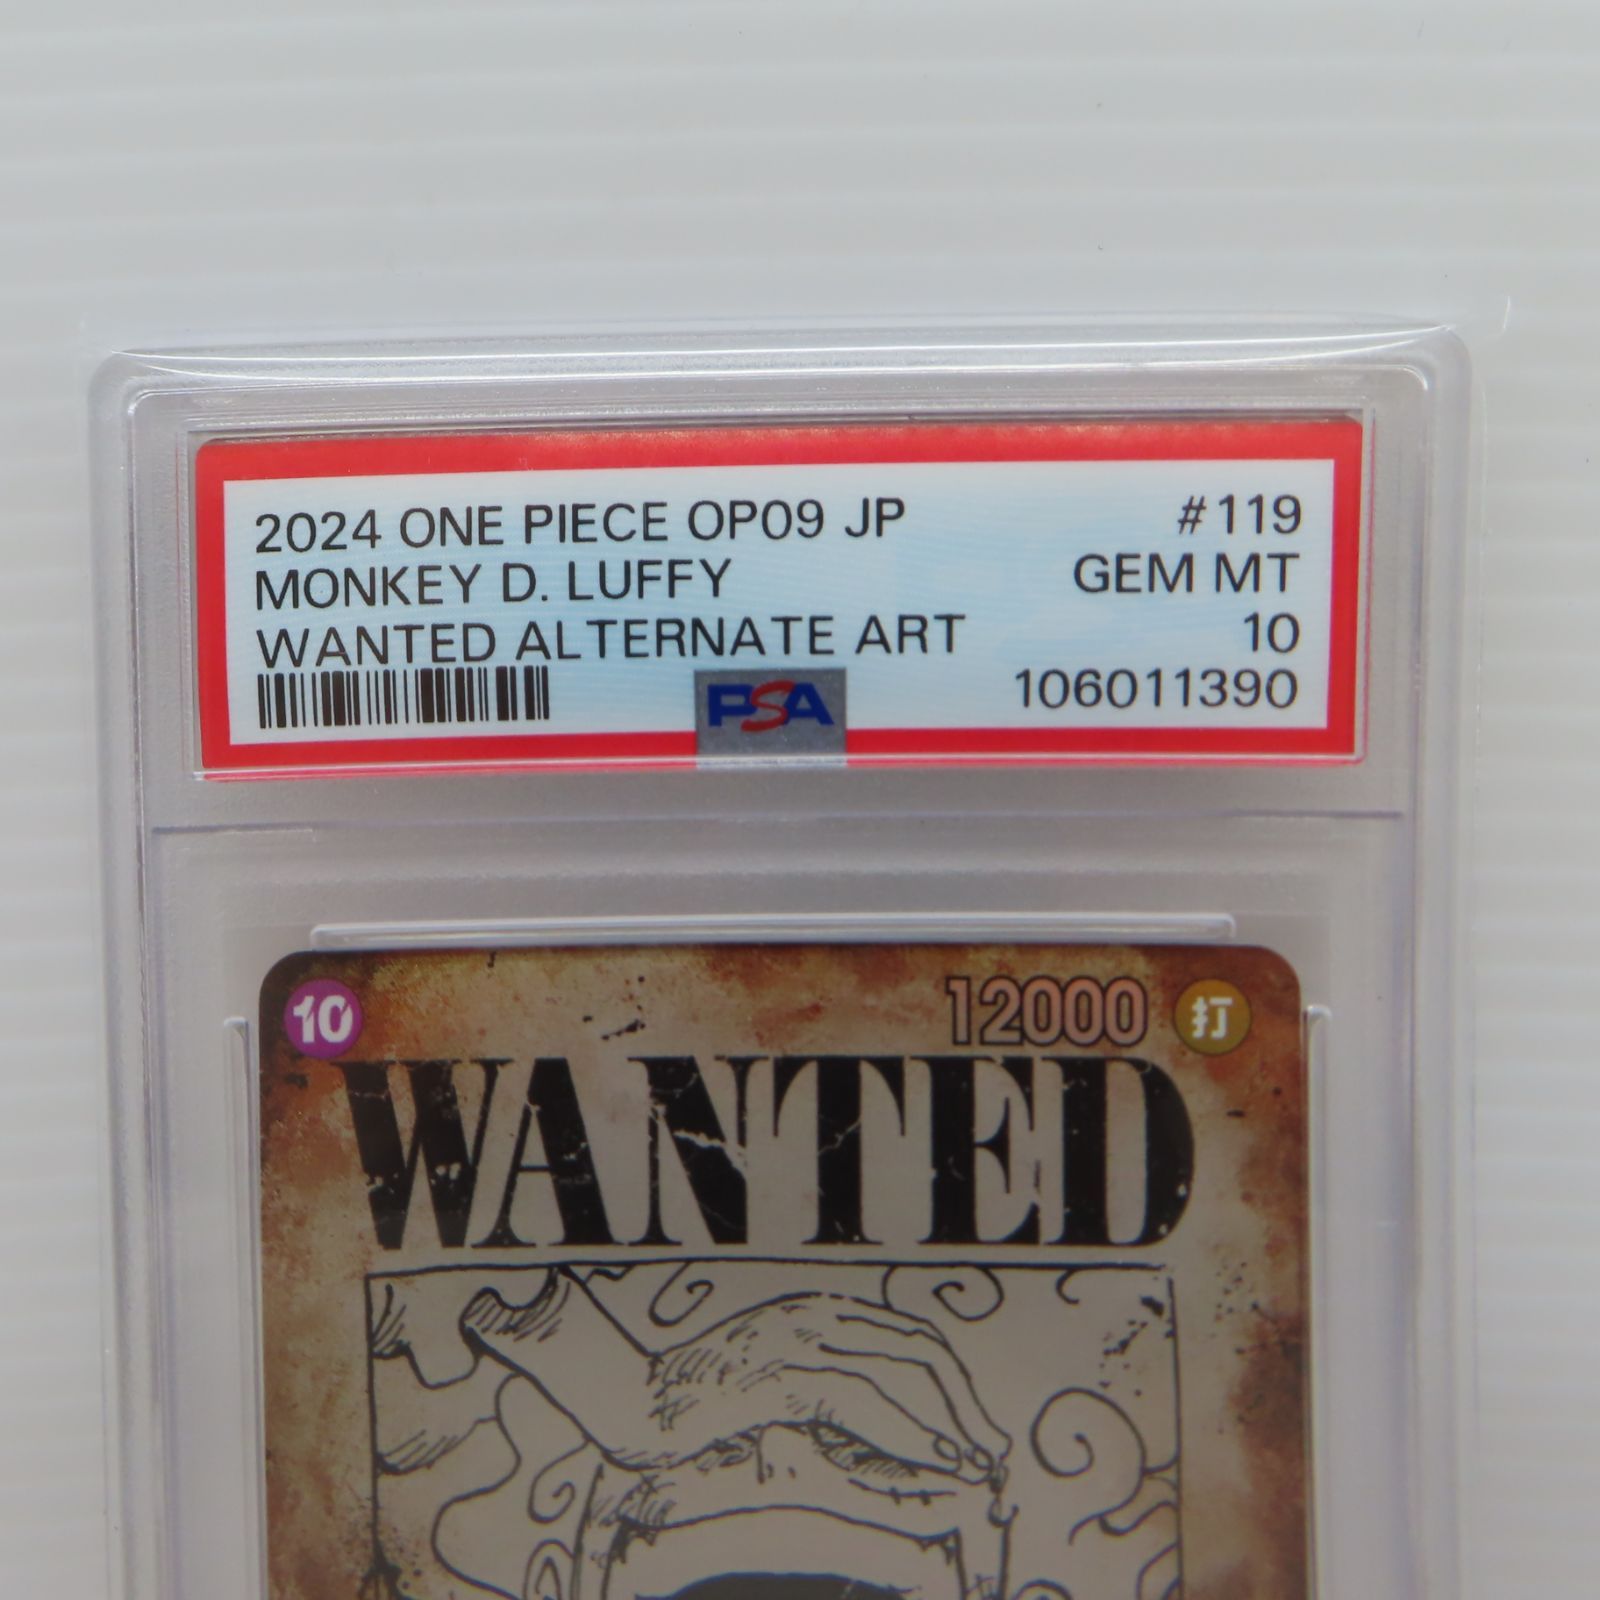 2024 ONE PIECE OP09 JP #119
MONKEY D. LUFFY GEM MT
WANTED ALTERNATE ART 10
PSA 106011390
10 12000 打
WANTED